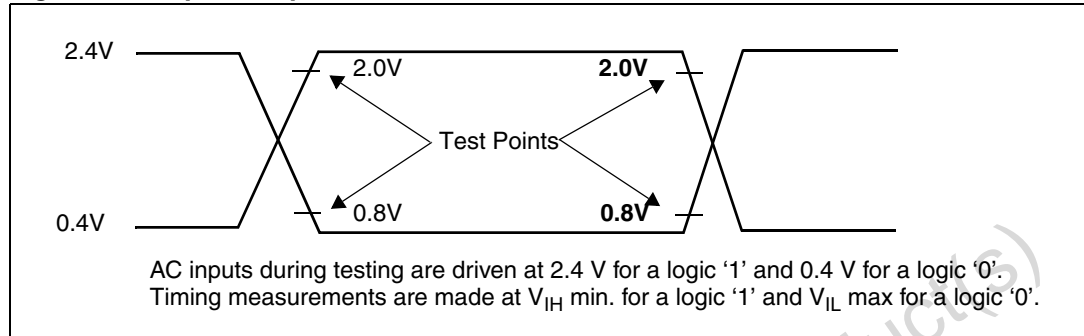 2.4V
2.0V
2.0V
Test Points
0.4V
0.8V
0.8V
AC inputs during testing are driven at 2.4 V for a logic ‘1’ and 0.4 V for a logic ‘0’.
Timing measurements are made at VIH min. for a logic ‘1’ and VIL max for a logic ‘0’.